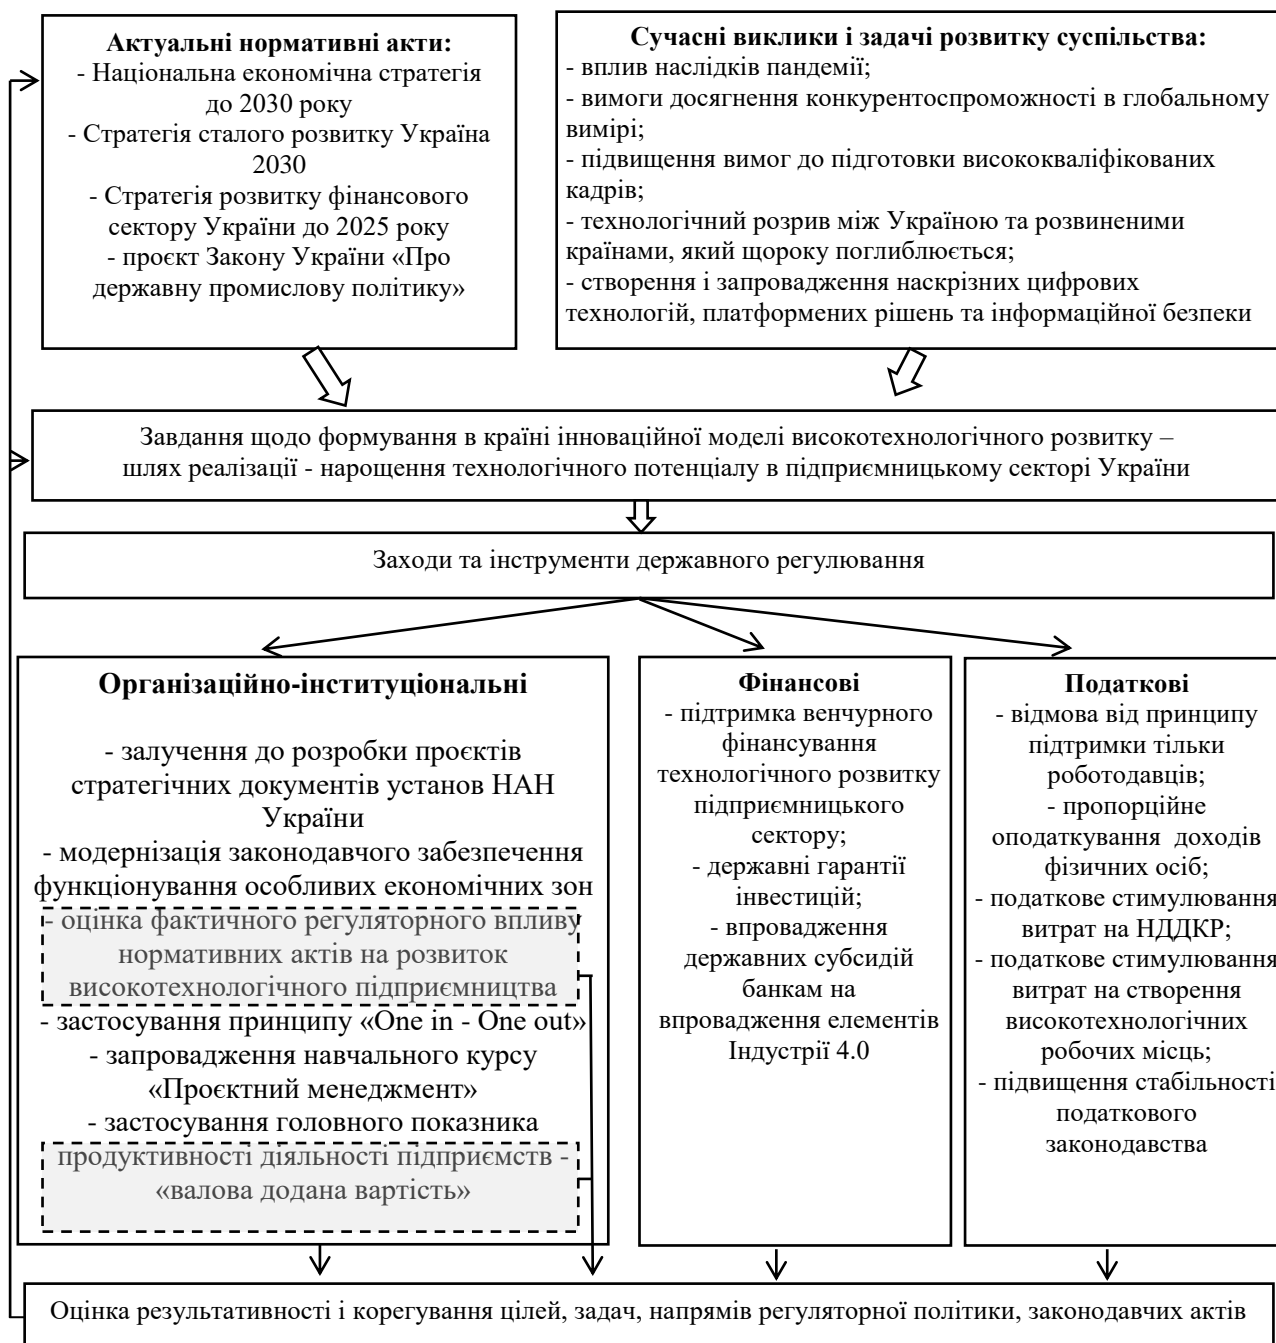 Актуальні нормативні акти:
- Національна економічна стратегія
до 2030 року
- Стратегія сталого розвитку Україна
2030
- Стратегія розвитку фінансового
сектору України до 2025 року
- проєкт Закону України «Про
державну промислову політику»
Сучасні виклики і задачі розвитку суспільства:
- вплив наслідків пандемії;
- вимоги досягнення конкурентоспроможності в глобальному
вимірі;
- підвищення вимог до підготовки висококваліфікованих
кадрів;
- технологічний розрив між Україною та розвиненими
країнами, який щороку поглиблюється;
- створення і запровадження наскрізних цифрових
технологій, платформених рішень та інформаційної безпеки
Завдання щодо формування в країні інноваційної моделі високотехнологічного розвитку –
шлях реалізації - нарощення технологічного потенціалу в підприємницькому секторі України
Заходи та інструменти державного регулювання
Організаційно-інституціональні
- залучення до розробки проєктів
стратегічних документів установ НАН
України
- модернізація законодавчого забезпечення
функціонування особливих економічних зон
- оцінка фактичного регуляторного впливу
нормативних актів на розвиток
високотехнологічного підприємництва
- застосування принципу «One in - One out»
- запровадження навчального курсу
«Проєктний менеджмент»
- застосування головного показника
продуктивності діяльності підприємств -
«валова додана вартість»
Фінансові
- підтримка венчурного
фінансування
технологічного розвитку
підприємницького
сектору;
- державні гарантії
інвестицій;
- впровадження
державних субсидій
банкам на
впровадження елементів
Індустрії 4.0
Податкові
- відмова від принципу
підтримки тільки
роботодавців;
- пропорційне
оподаткування доходів
фізичних осіб;
- податкове стимулювання
витрат на НДДКР;
- податкове стимулювання
витрат на створення
високотехнологічних
робочих місць;
- підвищення стабільності
податкового
законодавства
Оцінка результативності і корегування цілей, задач, напрямів регуляторної політики, законодавчих актів